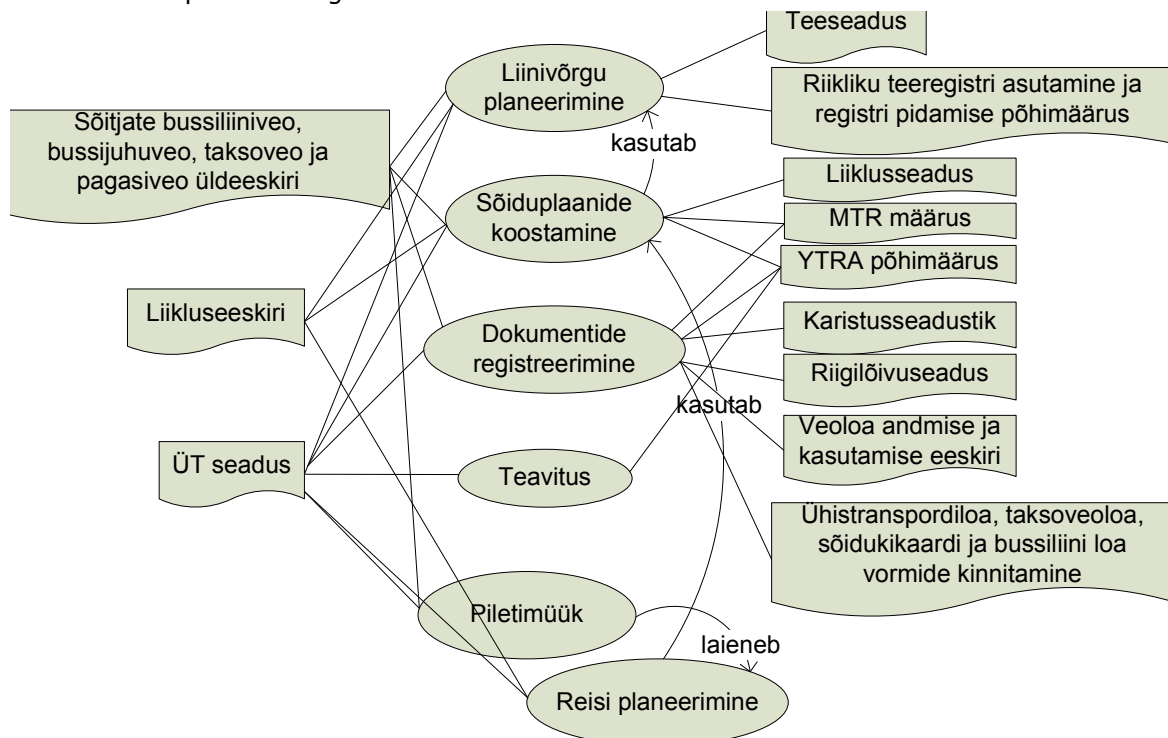 Sõitjate bussiliiniveo,
bussijuhuveo, taksoveo ja
pagasiveo üldeeskiri
Liikluseeskiri
ÜT seadus
Liinivõrgu
planeerimine
kasutab
Sõiduplaanide
koostamine
Dokumentide
registreerimine
kasutab
Teavitus
Piletimüük
laieneb
Reisi planeerimine
Teeseadus
Riikliku teeregistri asutamine ja
registri pidamise põhimäärus
Liiklusseadus
MTR määrus
YTRA põhimäärus
Karistusseadustik
Riigilõivuseadus
Veoloa andmise ja
kasutamise eeskiri
Ühistranspordiloa, taksoveoloa,
sõidukikaardi ja bussiliini loa
vormide kinnitamine